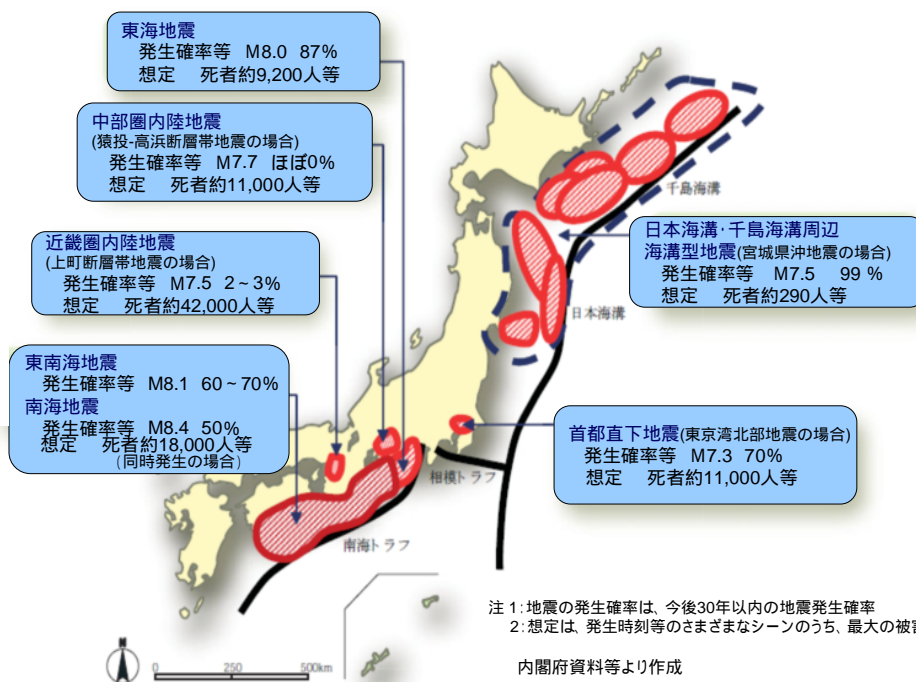 東海地震
発生確率等 M8.0 87%
想定 死者約9,200人等
中部圏内陸地震
(猿投-高浜断層帯地震の場合)
発生確率等 M7.7 ほぼ0%
想定 死者約11,000人等
近畿圏内陸地震
(上町断層帯地震の場合)
発生確率等 M7.5 2~3%
想定 死者約42,000人等
東南海地震
発生確率等 M8.1 60~70%
南海地震
発生確率等 M8.4 50%
想定 死者約18,000人等
(同時発生の場合)
千島海溝
日本海溝・千島海溝周辺
海溝型地震(宮城県沖地震の場合)
発生確率等 M7.5 99 %
想定 死者約290人等
日本海溝
首都直下地震(東京湾北部地震の場合)
発生確率等 M7.3 70%
想定 死者約11,000人等
相模トラフ
南海トラフ
注 1:地震の発生確率は、今後30年以内の地震発生確率
2:想定は、発生時刻等のさまざまなシーンのうち、最大の被害
内閣府資料等より作成
N
0 250 500km